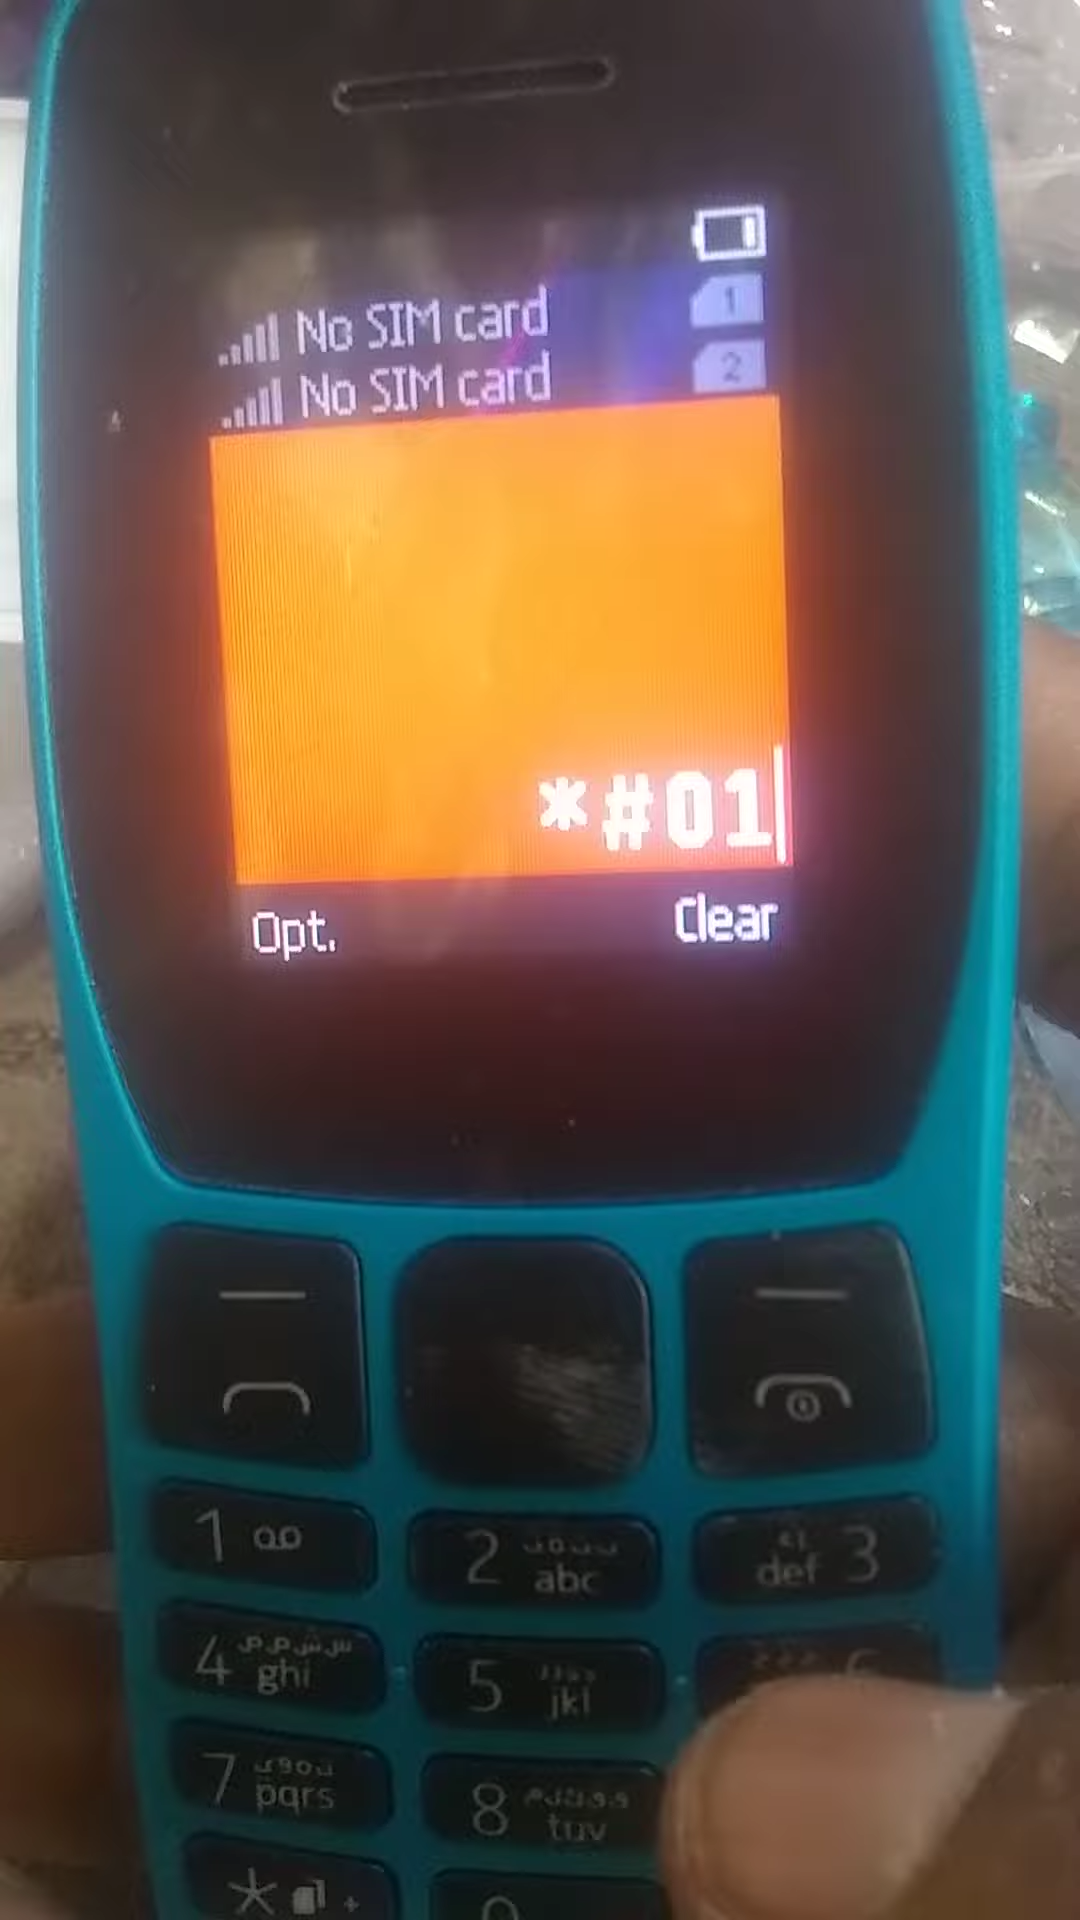 No SIM card 1
No SIM card 2
*#01
Opt. Clear
1
2 abc
def 3
4 ghi
5 jkl
7 pqrs
8 tuv
*